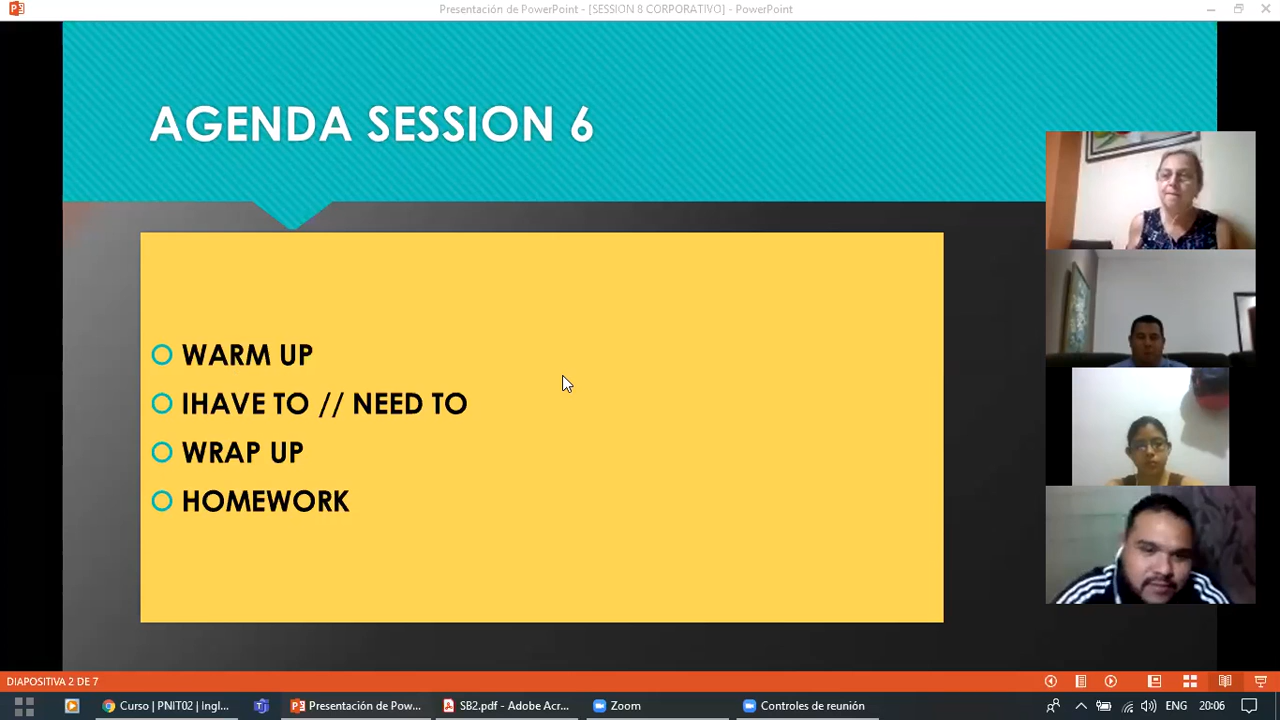 Presentación de PowerPoint - [SESSION 8 CORPORATIVO] - PowerPoint
AGENDA SESSION 6
WARM UP
IHAVE TO // NEED TO
WRAP UP
HOMEWORK
DIAPOSITIVA 2 DE 7
Curso | PNIT02 | Ingl...
Presentación de Pow...
SB2.pdf - Adobe Acr...
Zoom
Controles de reunión
ENG
20:06